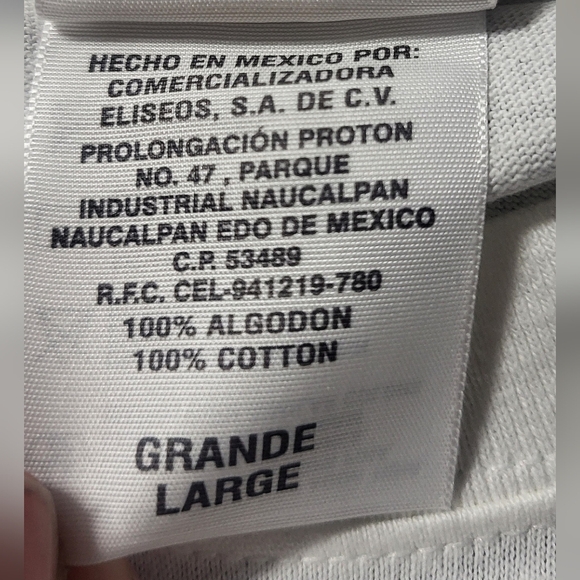 HECHO EN MEXICO POR:
COMERCIALIZADORA
ELISEOS, S.A. DE C.V.
PROLONGACIÓN PROTON
NO. 47, PARQUE
INDUSTRIAL NAUCALPAN
NAUCALPAN EDO DE MEXICO
C.P. 53489
R.F.C. CEL-941219-780
100% ALGODON
100% COTTON
GRANDE
LARGE